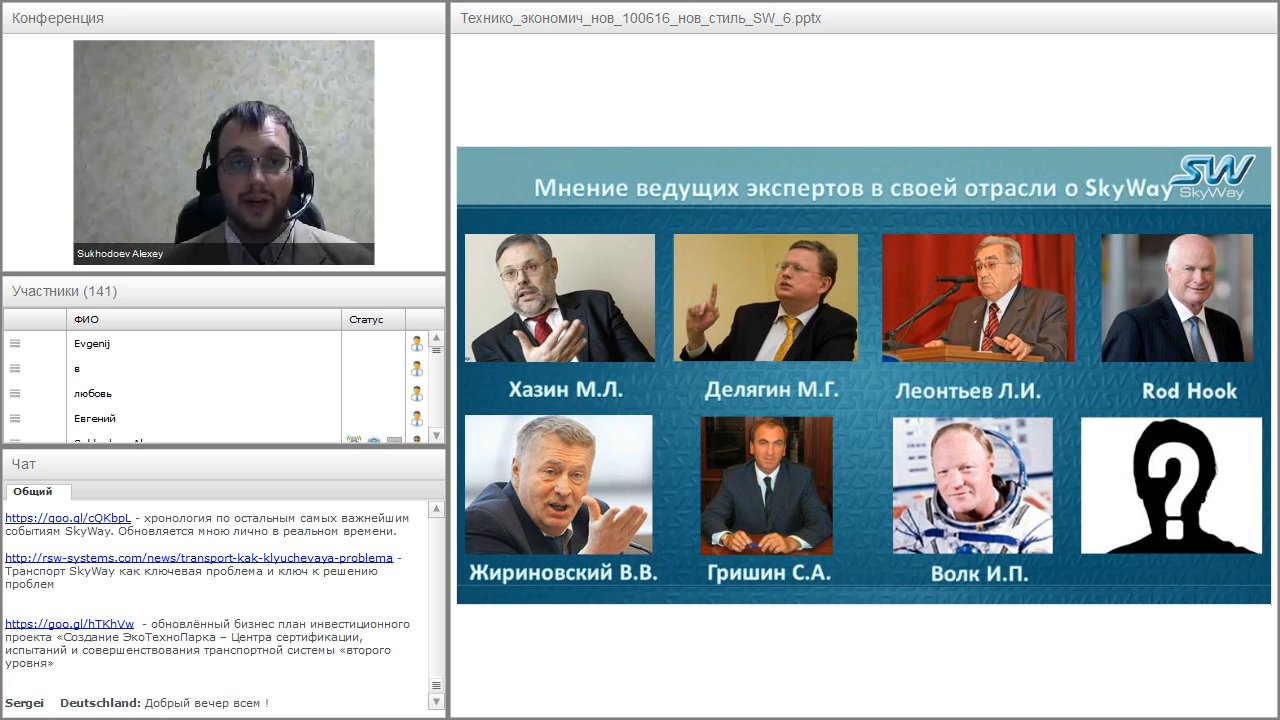 Конференция
Sukhodoev Alexey
Участники (141)
ФИО
Статус
Evgenij
в
любовь
Евгений
Чат
Общий
https://goo.gl/cQKbpL - хронология по остальным самых важнейшим
событиям SkyWay. Обновляется мною лично в реальном времени.
http://rsw-systems.com/news/transport-kak-klyuchevaya-problema -
Транспорт SkyWay как ключевая проблема и ключ к решению
проблем
https://goo.gl/hTKhVw - обновлённый бизнес план инвестиционного
проекта «Создание ЭкоТехноПарка – Центра сертификации,
испытаний и совершенствования транспортной системы «второго
уровня»
Sergei Deutschland: Добрый вечер всем !
Технико_экономич_нов_100616_нов_стиль_SW_6.pptx
Мнение ведущих экспертов в своей отрасли о SkyWay
SW
SkyWay
Хазин М.Л.
Делягин М.Г.
Леонтьев Л.И.
Rod Hook
Жириновский В.В.
Гришин С.А.
Волк И.П.
?